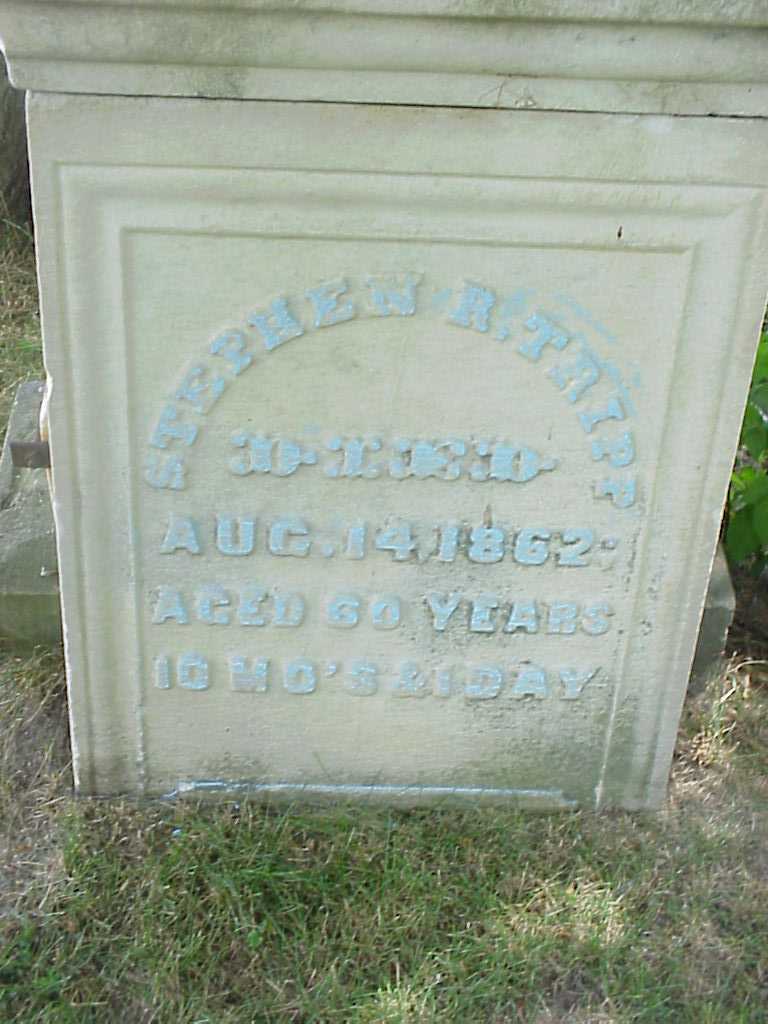 STEPHEN R. TRIPP
DIED
AUG. 14, 1862,
AGED 60 YEARS
10 MO'S & 1 DAY